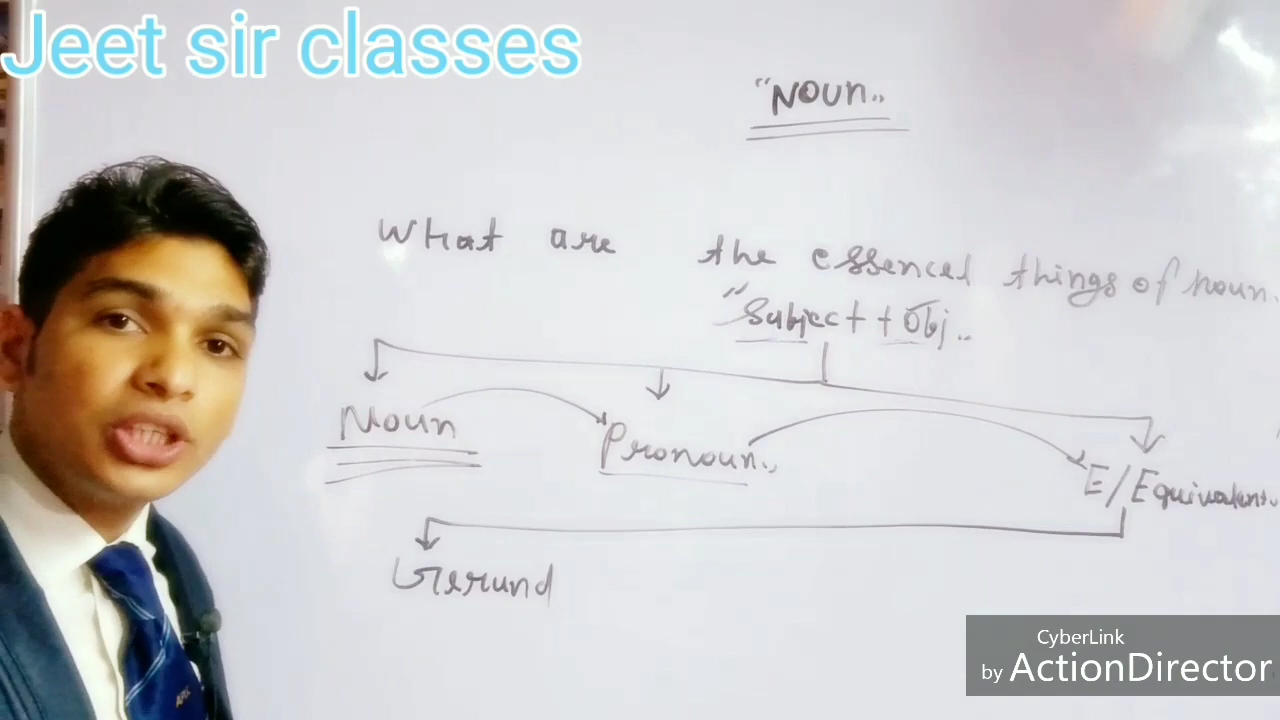 Jeet sir classes
"Noun"
What are the essencel things of noun.
"Subject + Obj.."
Noun Pronoun.. E/Equivalent.
Gerund
CyberLink
by ActionDirector